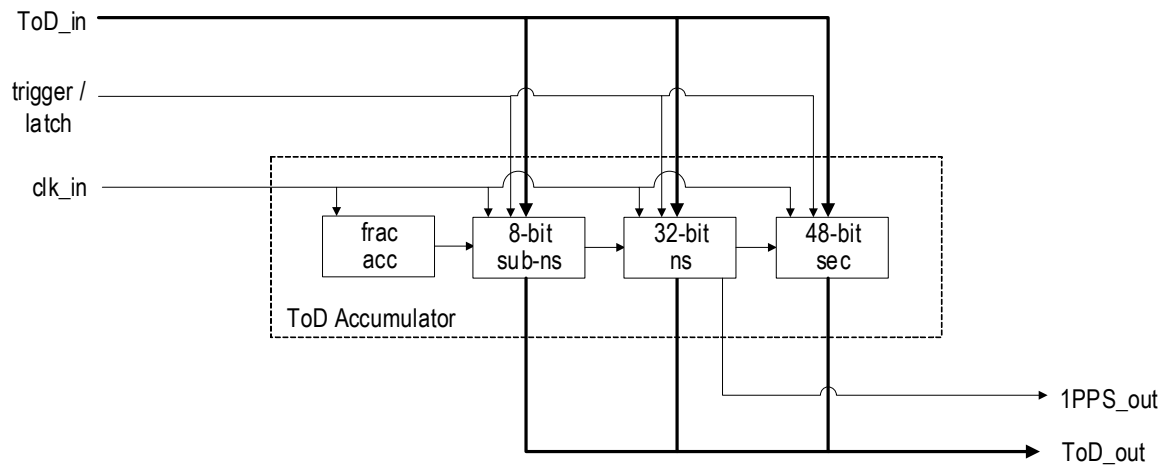 ToD_in
trigger /
latch
clk_in
frac
acc
8-bit
sub-ns
32-bit
ns
48-bit
sec
ToD Accumulator
1PPS_out
ToD_out